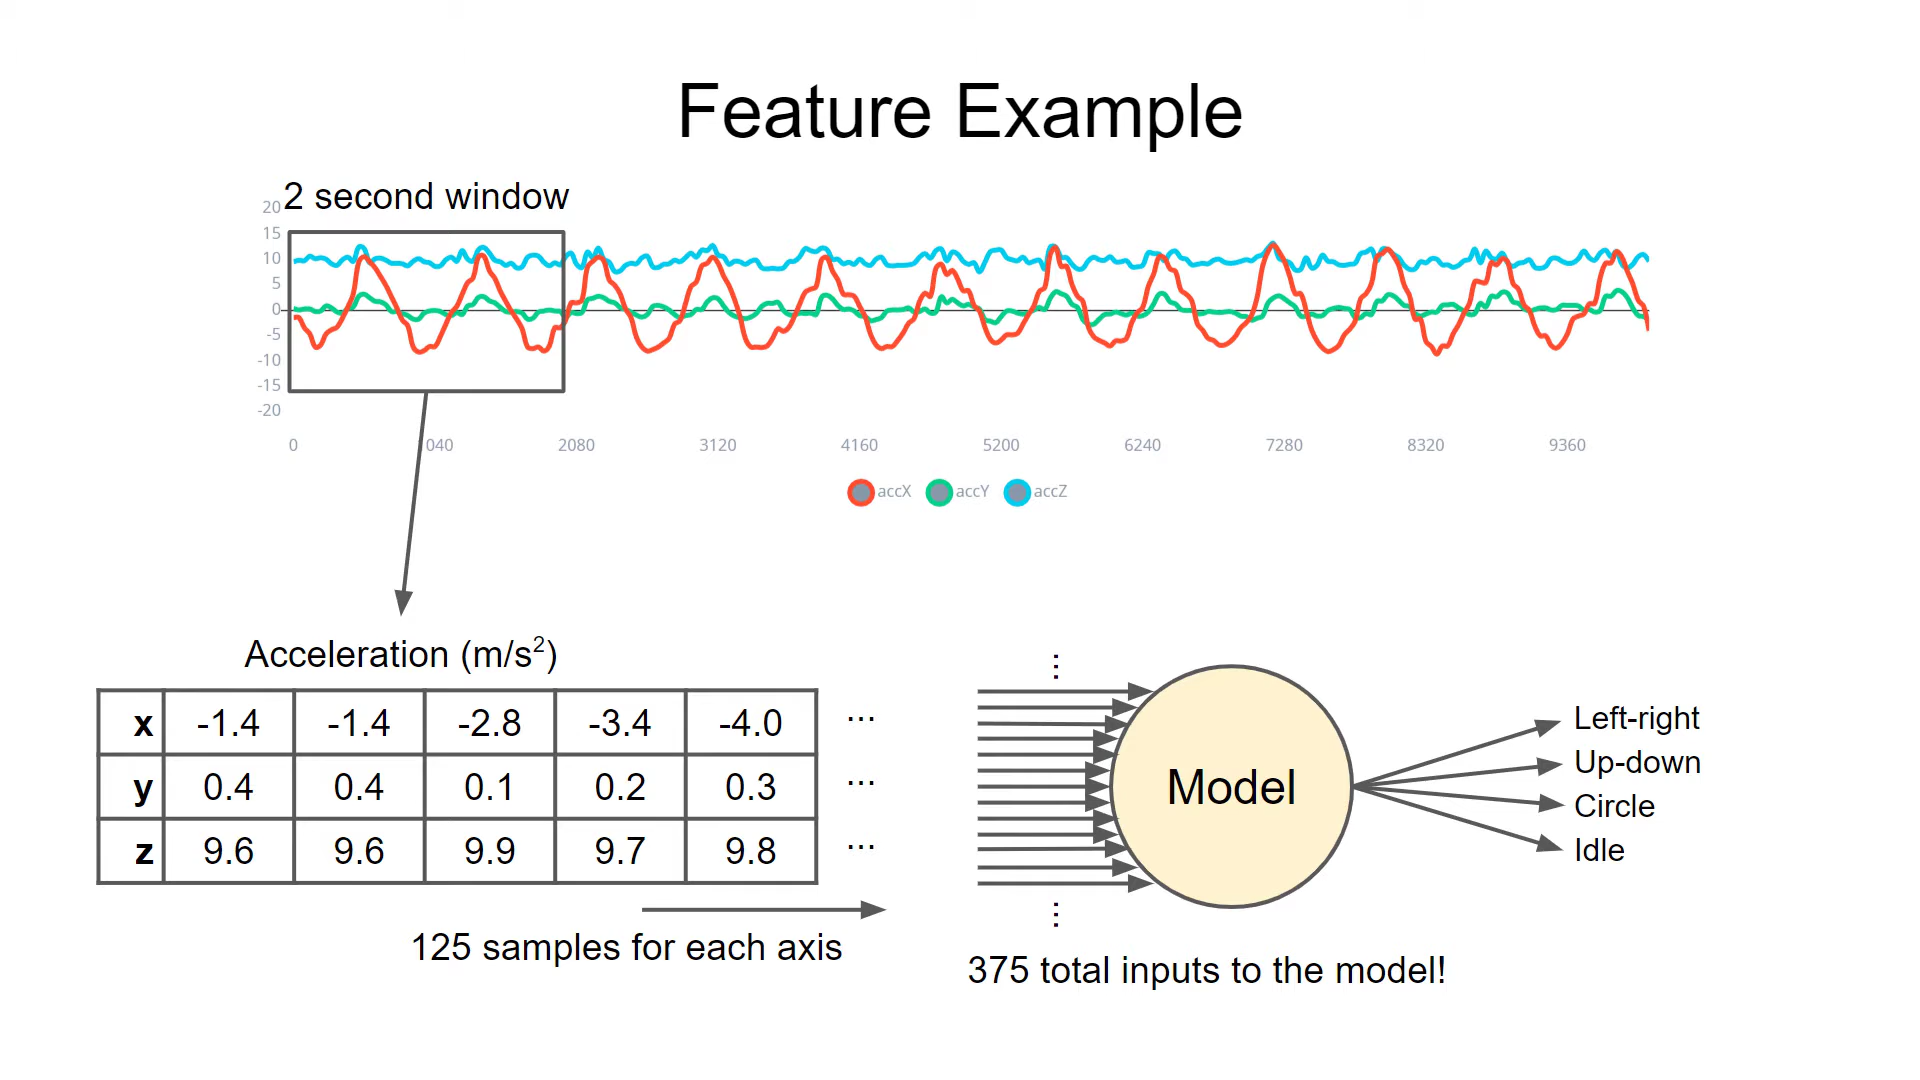 Feature Example
2 second window
20
15
10
5
0
-5
-10
-15
-20
0 040 2080 3120 4160 5200 6240 7280 8320 9360
accX accY accZ
Acceleration (m/s²)
x -1.4 -1.4 -2.8 -3.4 -4.0 ...
y 0.4 0.4 0.1 0.2 0.3 ...
z 9.6 9.6 9.9 9.7 9.8 ...
125 samples for each axis
...
Model
...
375 total inputs to the model!
Left-right
Up-down
Circle
Idle